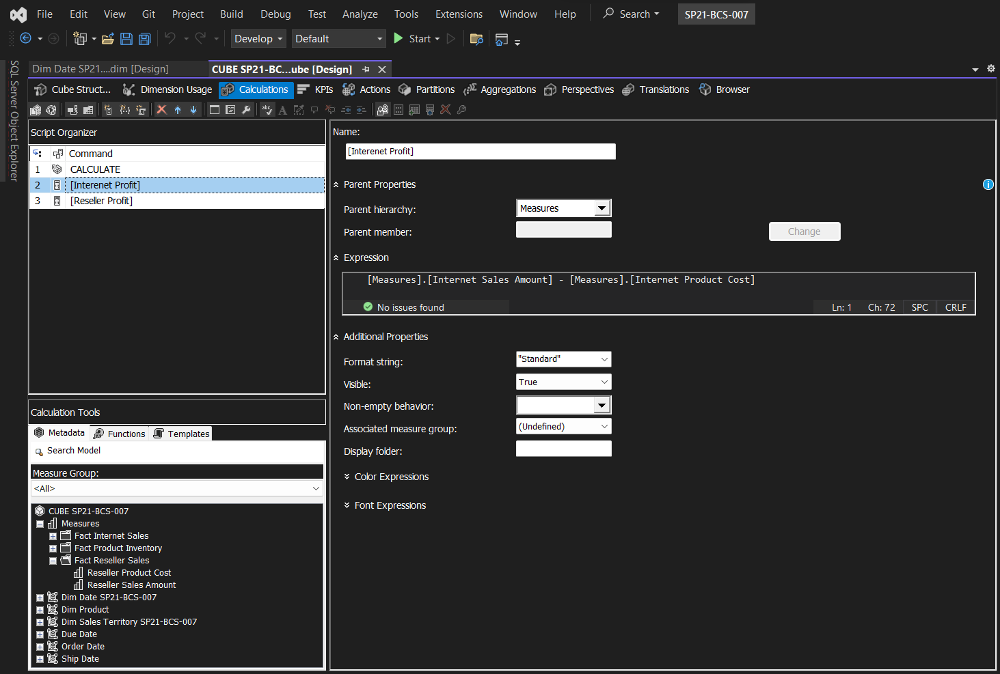 File Edit View Git Project Build Debug Test Analyze Tools Extensions Window Help Search SP21-BCS-007
Develop Default Start
SQL Server Object Explorer
Dim Date SP21....dim [Design] CUBE SP21-BC...ube [Design]
Cube Struct... Dimension Usage Calculations KPIs Actions Partitions Aggregations Perspectives Translations Browser
Script Organizer
Command
1 CALCULATE
2 [Interenet Profit]
3 [Reseller Profit]
Calculation Tools
Metadata Functions Templates
Search Model
Measure Group:
<All>
CUBE SP21-BCS-007
Measures
Fact Internet Sales
Fact Product Inventory
Fact Reseller Sales
Reseller Product Cost
Reseller Sales Amount
Dim Date SP21-BCS-007
Dim Product
Dim Sales Territory SP21-BCS-007
Due Date
Order Date
Ship Date
Name:
[Interenet Profit]
Parent Properties
Parent hierarchy: Measures
Parent member: Change
Expression
[Measures].[Internet Sales Amount] - [Measures].[Internet Product Cost]
No issues found Ln: 1 Ch: 72 SPC CRLF
Additional Properties
Format string: "Standard"
Visible: True
Non-empty behavior:
Associated measure group: (Undefined)
Display folder:
Color Expressions
Font Expressions